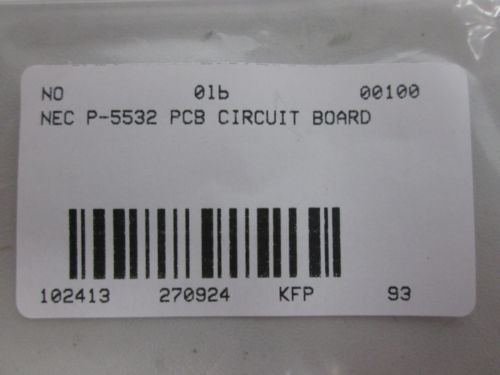 NO 01b 00100
NEC P-5532 PCB CIRCUIT BOARD
102413 270924 KFP 93